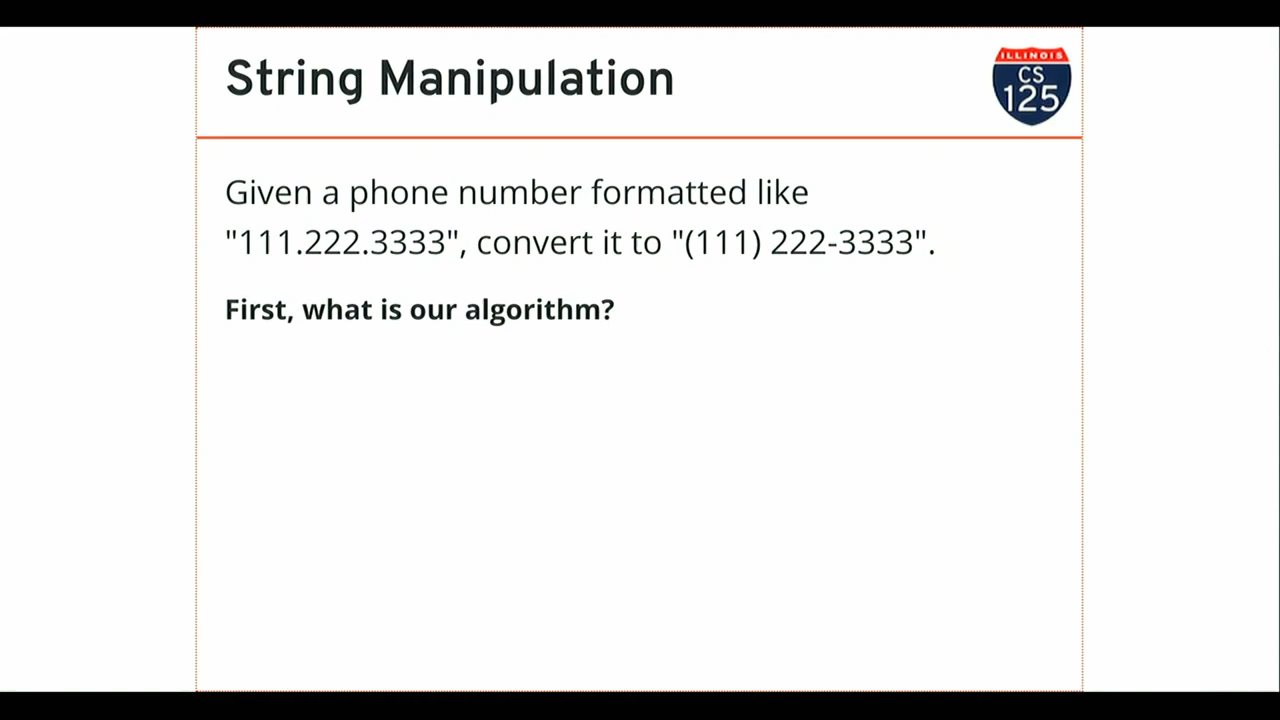 String Manipulation
ILLINOIS
CS
125
Given a phone number formatted like
"111.222.3333", convert it to "(111) 222-3333".
First, what is our algorithm?